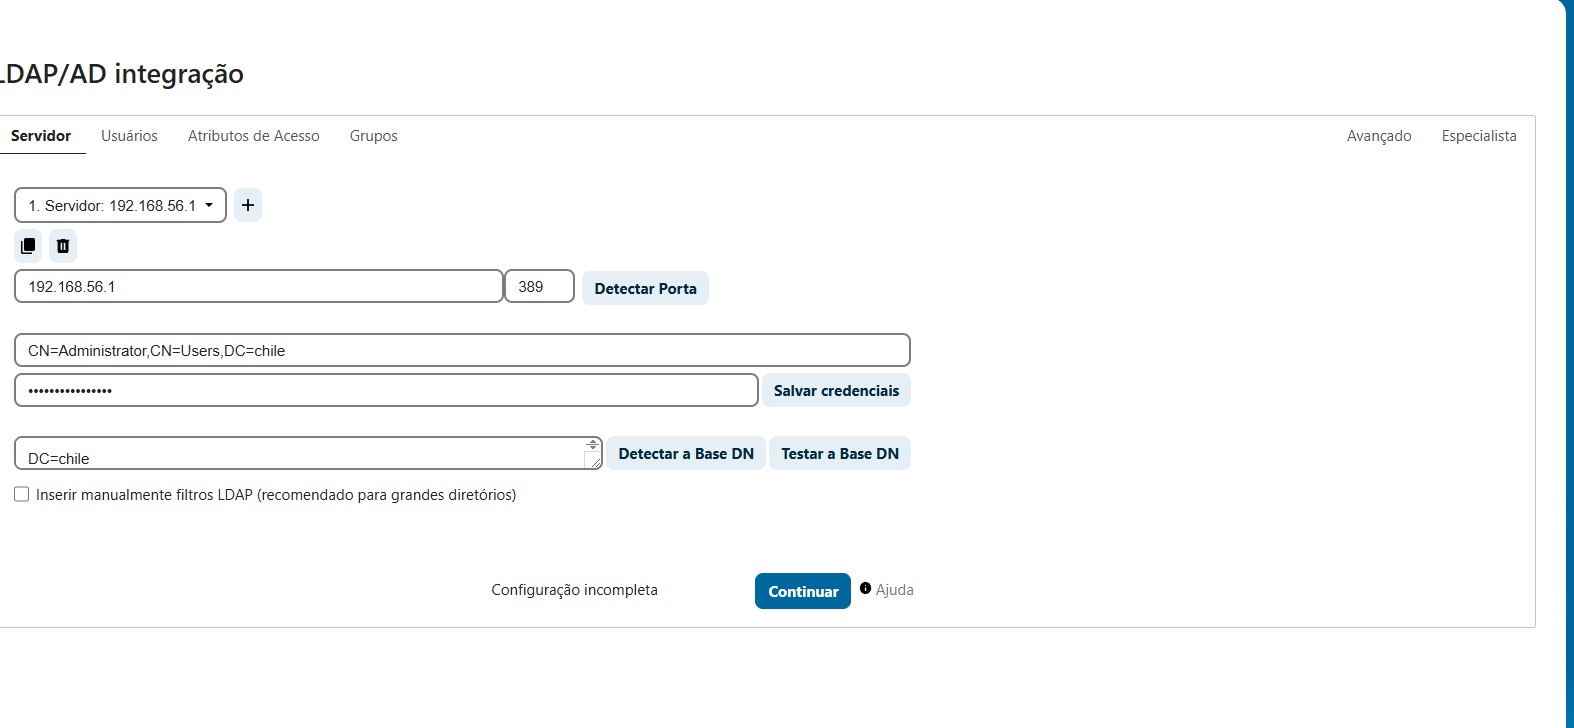 LDAP/AD integração
Servidor Usuários Atributos de Acesso Grupos Avançado Especialista
1. Servidor: 192.168.56.1 +
192.168.56.1 389 Detectar Porta
CN=Administrator,CN=Users,DC=chile
•••••••••••••••• Salvar credenciais
DC=chile Detectar a Base DN Testar a Base DN
Inserir manualmente filtros LDAP (recomendado para grandes diretórios)
Configuração incompleta Continuar Ajuda